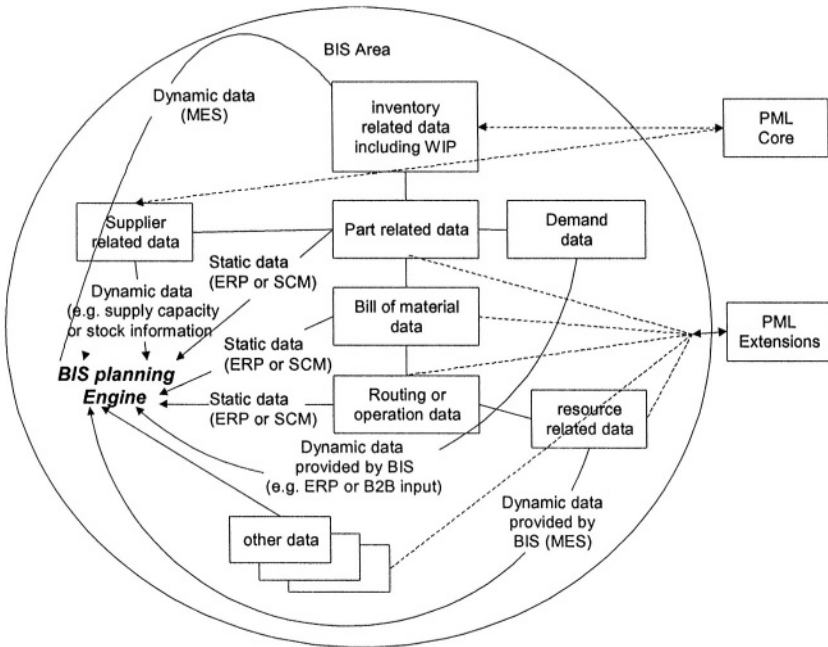 BIS Area
Dynamic data
(MES)
inventory
related data
including WIP
PML
Core
Supplier
related data
Part related data
Demand
data
Static data
(ERP or SCM)
Dynamic data
(e.g. supply capacity
or stock information
Bill of material
data
PML
Extensions
Static data
(ERP or SCM)
BIS planning
Engine
Static data
(ERP or SCM)
Routing or
operation data
resource
related data
Dynamic data
provided by BIS
(e.g. ERP or B2B input)
Dynamic data
provided by
BIS (MES)
other data